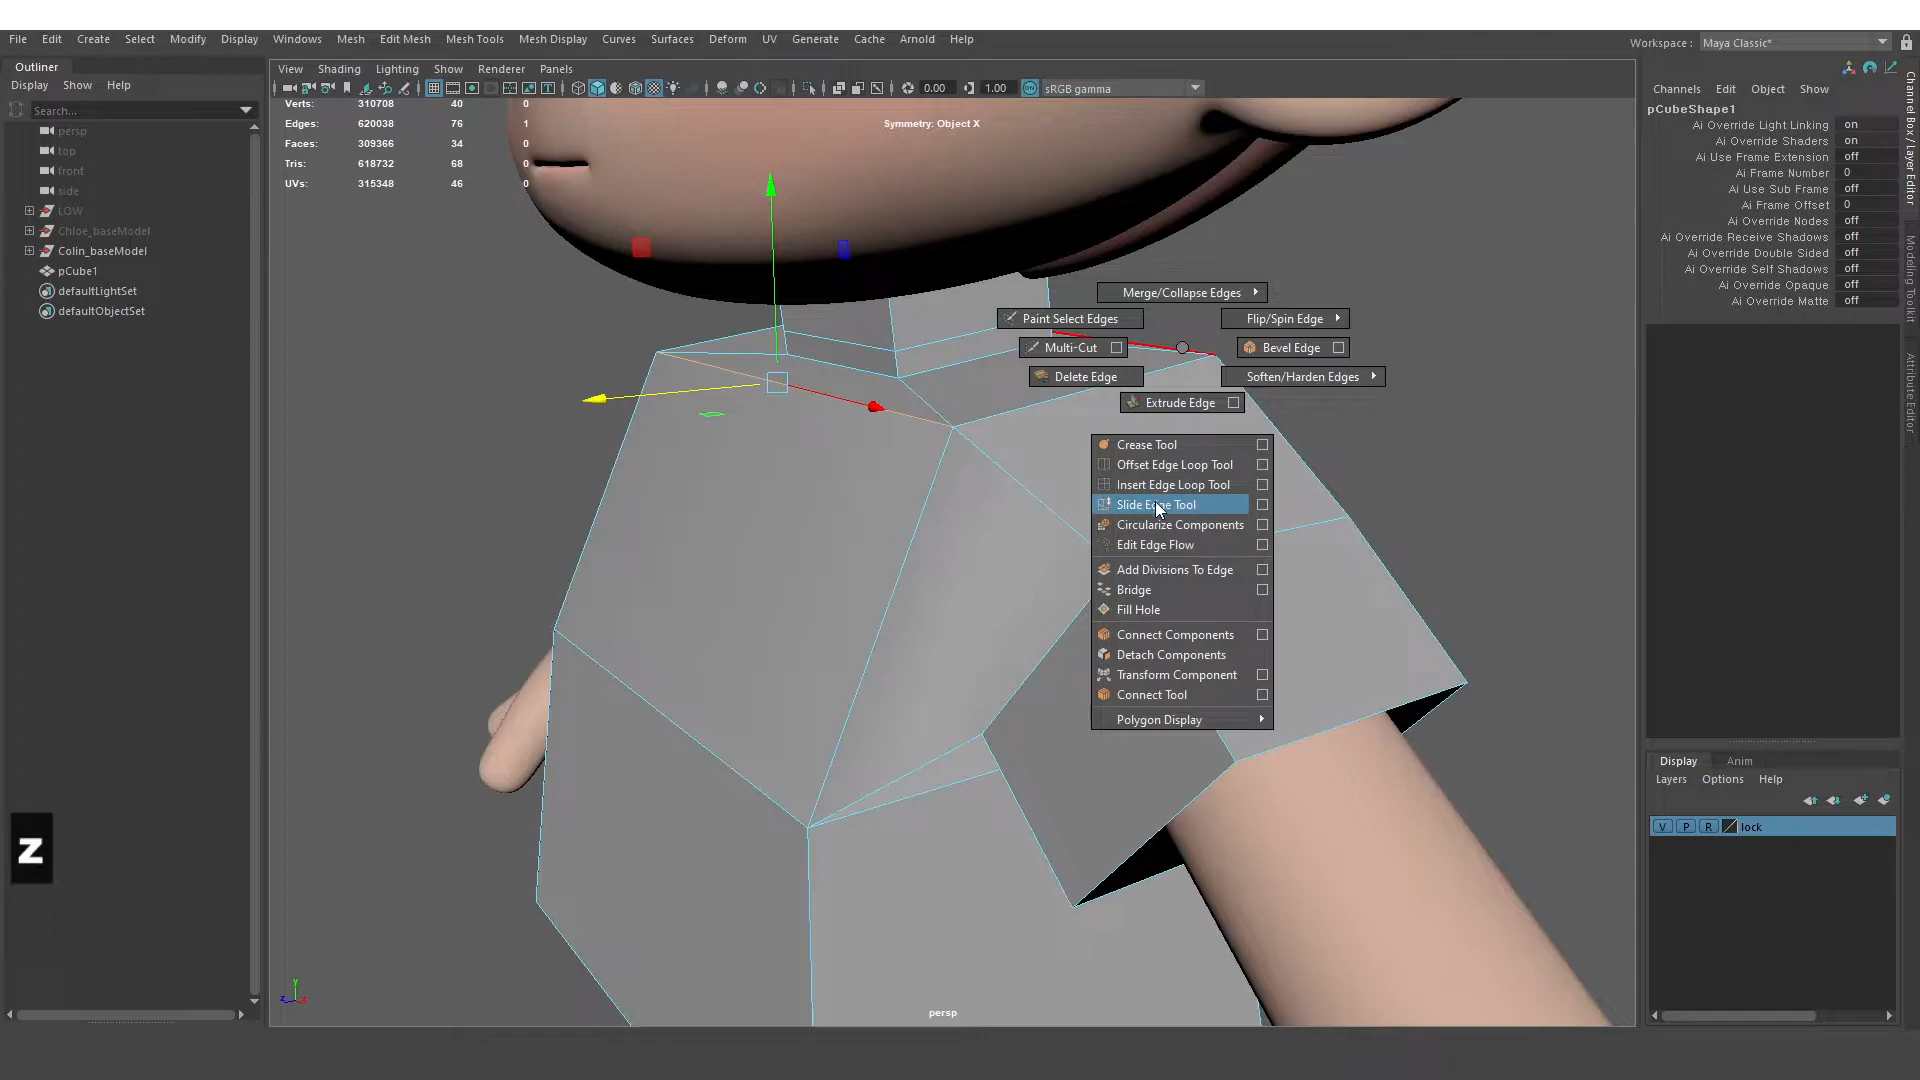 File Edit Create Select Modify Display Windows Mesh Edit Mesh Mesh Tools Mesh Display Curves Surfaces Deform UV Generate Cache Arnold Help
Workspace : Maya Classic*
Outliner
Display Show Help
Search...
persp
top
front
side
LOW
Chloe_baseModel
Colin_baseModel
pCube1
defaultLightSet
defaultObjectSet
View Shading Lighting Show Renderer Panels
0.00 1.00 ON sRGB gamma
Verts: 310708 40 0
Edges: 620038 76 1
Faces: 309366 34 0
Tris: 618732 68 0
UVs: 315348 46 0
Symmetry: Object X
Merge/Collapse Edges
Paint Select Edges
Flip/Spin Edge
Multi-Cut
Bevel Edge
Delete Edge
Soften/Harden Edges
Extrude Edge
Crease Tool
Offset Edge Loop Tool
Insert Edge Loop Tool
Slide Edge Tool
Circularize Components
Edit Edge Flow
Add Divisions To Edge
Bridge
Fill Hole
Connect Components
Detach Components
Transform Component
Connect Tool
Polygon Display
persp
y
z x
z
Channels Edit Object Show
pCubeShape1
Ai Override Light Linking on
Ai Override Shaders on
Ai Use Frame Extension off
Ai Frame Number 0
Ai Use Sub Frame off
Ai Frame Offset 0
Ai Override Nodes off
Ai Override Receive Shadows off
Ai Override Double Sided off
Ai Override Self Shadows off
Ai Override Opaque off
Ai Override Matte off
Channel Box / Layer Editor
Modeling Toolkit
Attribute Editor
Display Anim
Layers Options Help
V P R lock